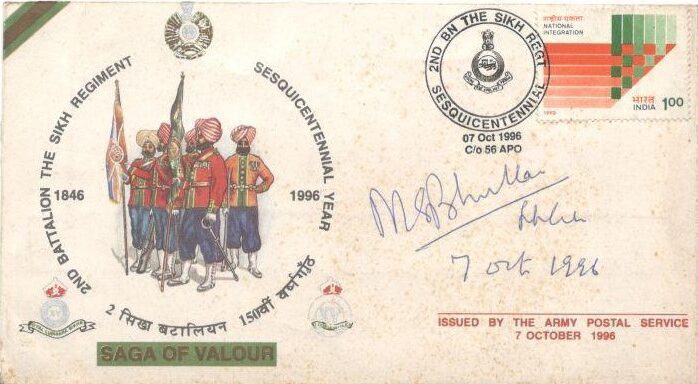 2ND BATTALION THE SIKH REGIMENT
SESQUICENTENNIAL YEAR
1846
1996
2 सिख बटालियन 150वीं वर्षगाँठ
SAGA OF VALOUR
2ND BN THE SIKH REGT
SESQUICENTENNIAL
07 Oct 1996
C/o 56 APO
राष्ट्रीय एकता
NATIONAL
INTEGRATION
भारत
INDIA
100
MSBhullar
7 Oct 1996
ISSUED BY THE ARMY POSTAL SERVICE
7 OCTOBER 1996